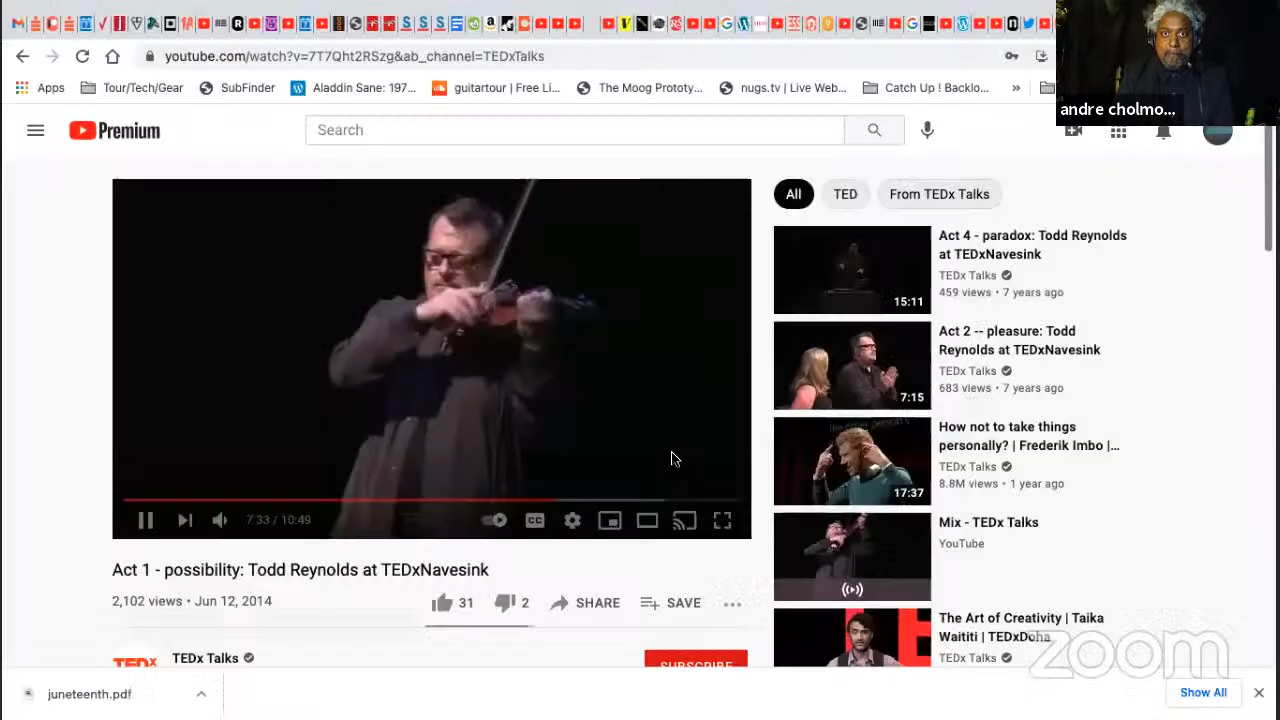 youtube.com/watch?v=7T7Qht2RSzg&ab_channel=TEDxTalks
Apps
Tour/Tech/Gear
SubFinder
Aladdin Sane: 197...
guitartour | Free Li...
The Moog Prototy...
nugs.tv | Live Web...
Catch Up ! Backlo...
»
andre cholmo...
Premium
Search
All
TED
From TEDx Talks
Act 4 - paradox: Todd Reynolds
at TEDxNavesink
TEDx Talks
459 views • 7 years ago
15:11
Act 2 -- pleasure: Todd
Reynolds at TEDxNavesink
TEDx Talks
683 views • 7 years ago
7:15
How not to take things
personally? | Frederik Imbo |...
TEDx Talks
8.8M views • 1 year ago
17:37
Mix - TEDx Talks
YouTube
The Art of Creativity | Taika
Waititi | TEDxDoha
TEDx Talks
7:33 / 10:49
CC
Act 1 - possibility: Todd Reynolds at TEDxNavesink
2,102 views • Jun 12, 2014
31
2
SHARE
SAVE
TEDx
TEDx Talks
SUBSCRIBE
zoom
juneteenth.pdf
Show All